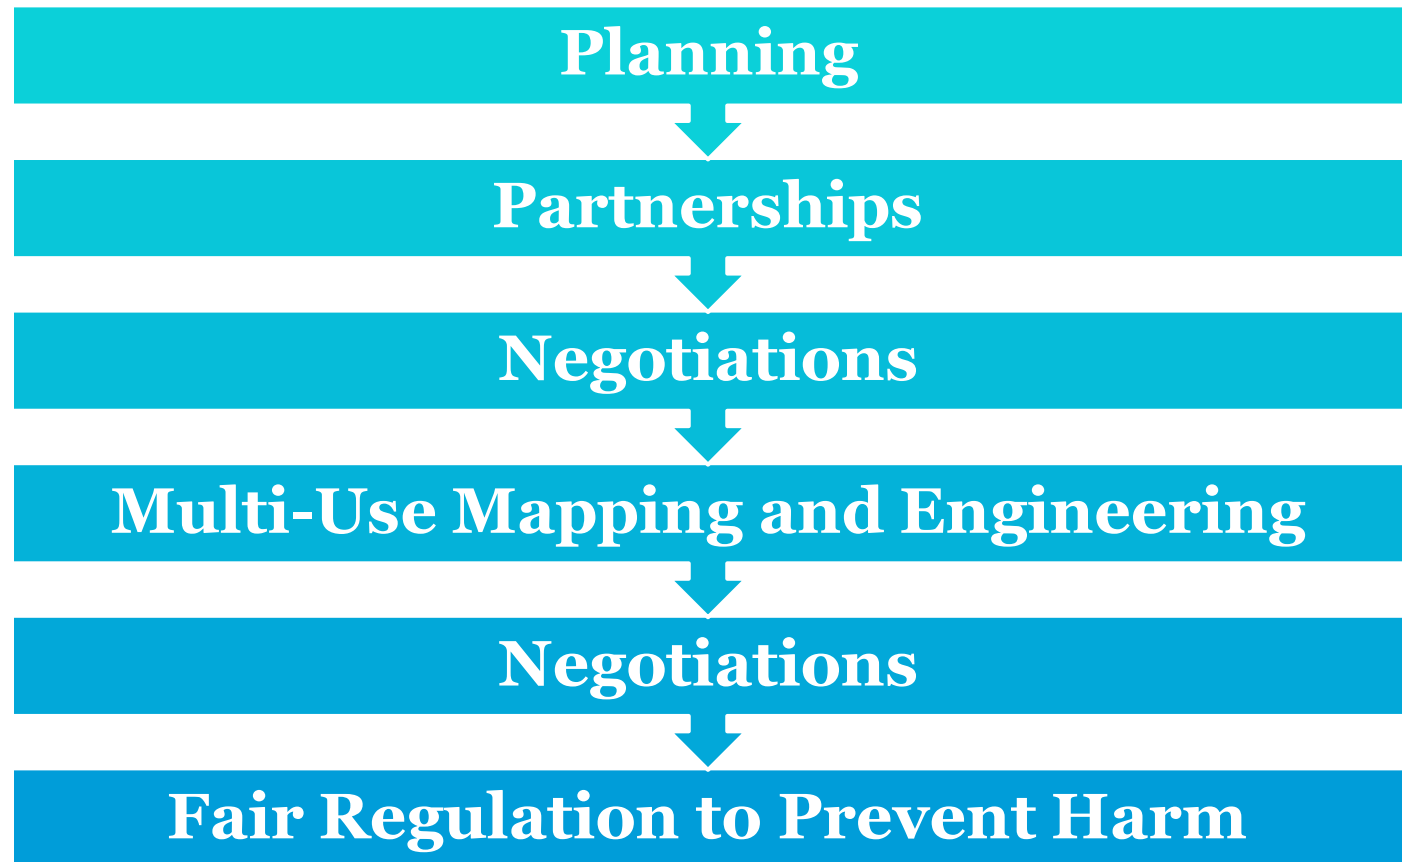 Planning
Partnerships
Negotiations
Multi-Use Mapping and Engineering
Negotiations
Fair Regulation to Prevent Harm